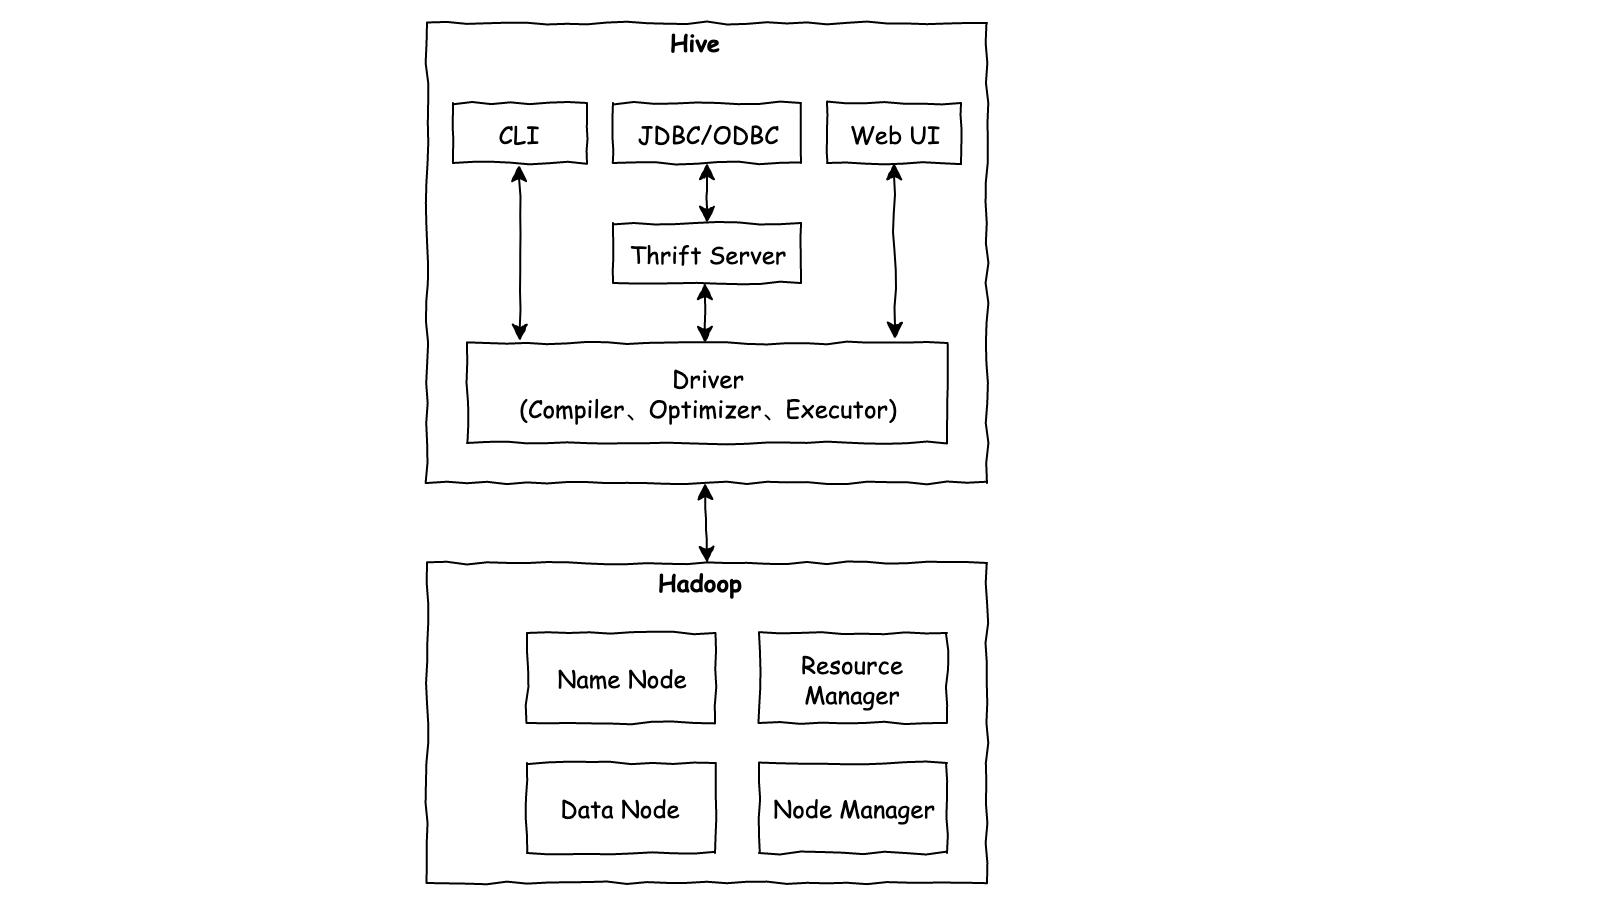 Hive
CLI
JDBC/ODBC
Web UI
Thrift Server
Driver
(Compiler、Optimizer、Executor)
Hadoop
Name Node
Resource
Manager
Data Node
Node Manager